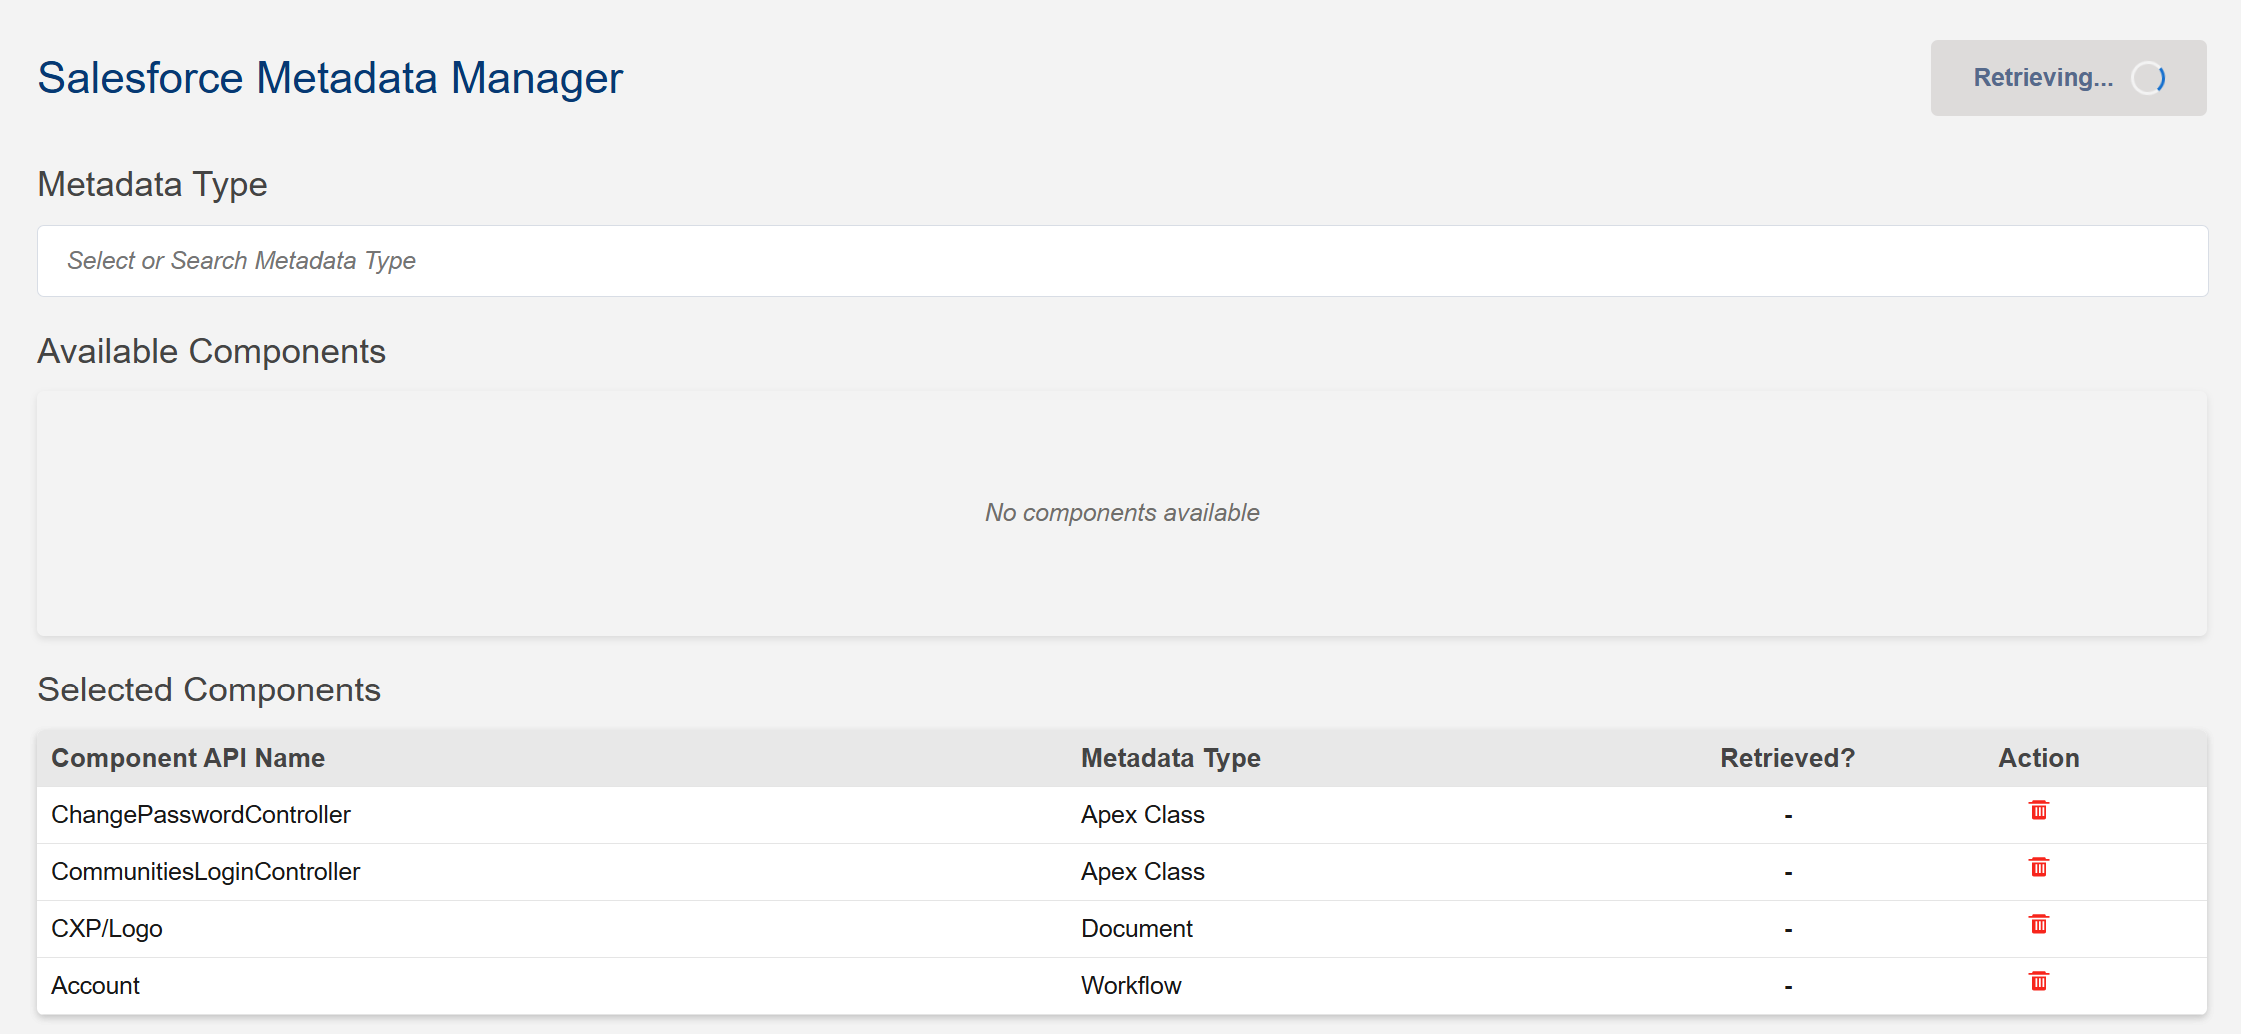 Salesforce Metadata Manager
Retrieving...
Metadata Type
Select or Search Metadata Type
Available Components
No components available
Selected Components
Component API Name Metadata Type Retrieved? Action
ChangePasswordController Apex Class -
CommunitiesLoginController Apex Class -
CXP/Logo Document -
Account Workflow -